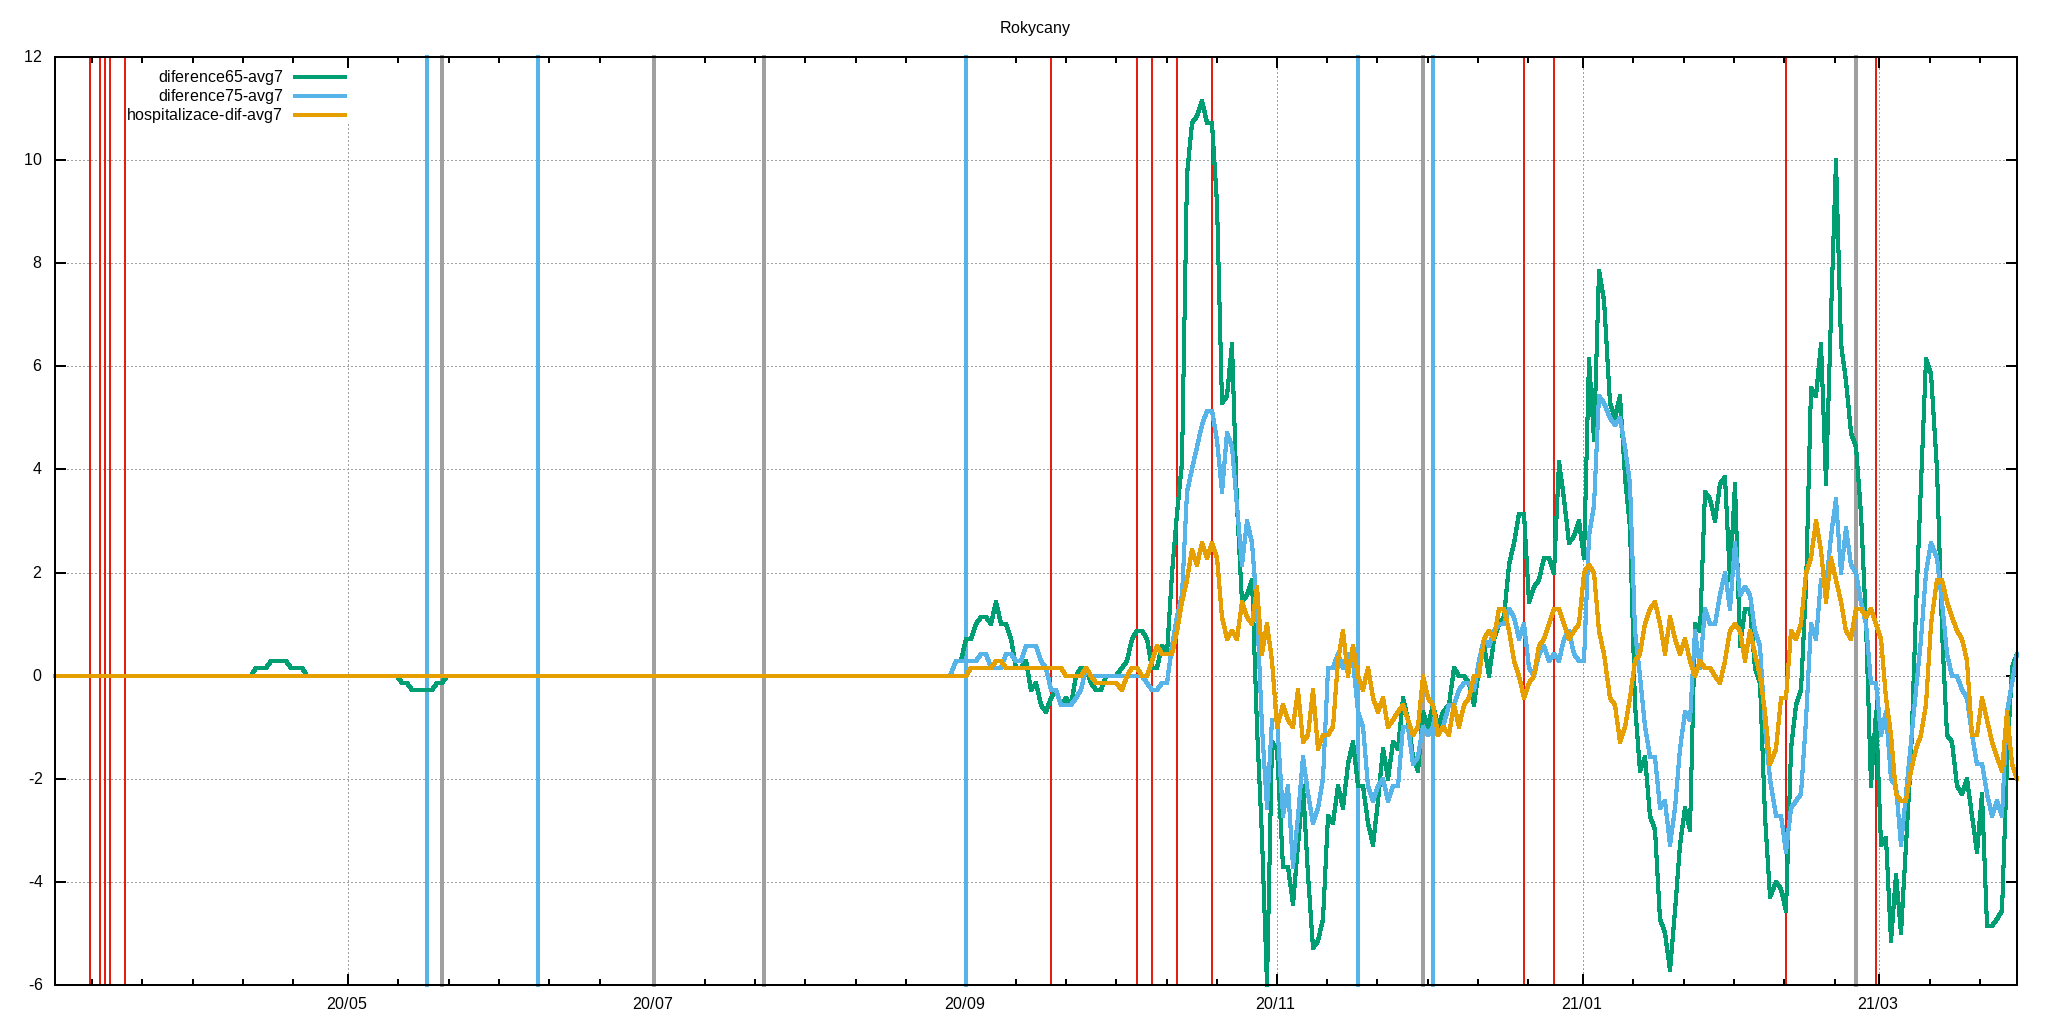 Rokycany
diference65-avg7
diference75-avg7
hospitalizace-dif-avg7
12
10
8
6
4
2
0
-2
-4
-6
20/05 20/07 20/09 20/11 21/01 21/03